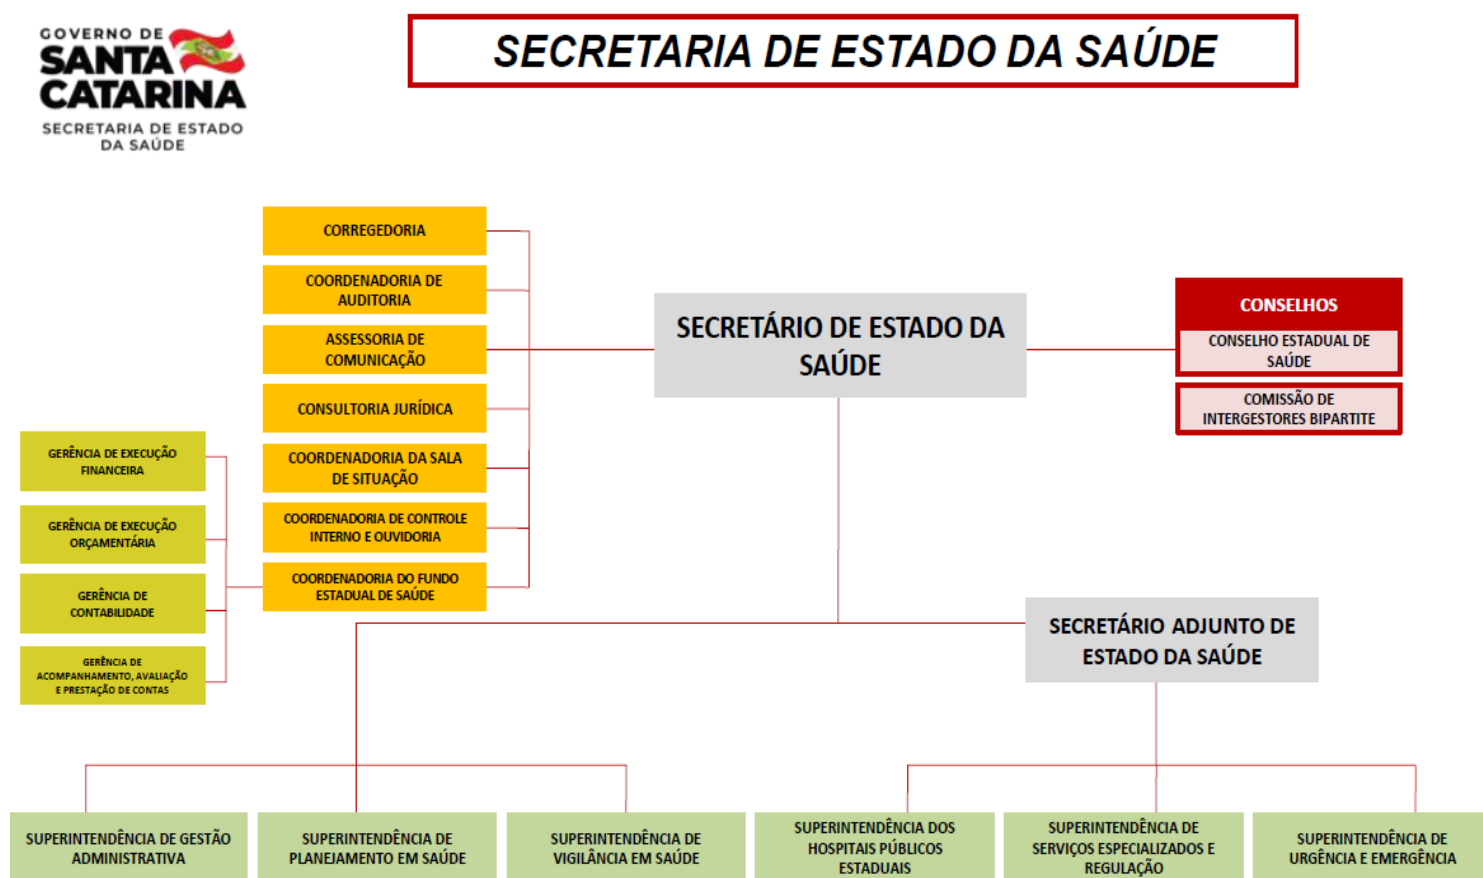 GOVERNO DE
SANTA
CATARINA
SECRETARIA DE ESTADO
DA SAÚDE
SECRETARIA DE ESTADO DA SAÚDE
CORREGEDORIA
COORDENADORIA DE
AUDITORIA
ASSESSORIA DE
COMUNICAÇÃO
CONSULTORIA JURÍDICA
COORDENADORIA DA SALA
DE SITUAÇÃO
COORDENADORIA DE CONTROLE
INTERNO E OUVIDORIA
COORDENADORIA DO FUNDO
ESTADUAL DE SAÚDE
GERÊNCIA DE EXECUÇÃO
FINANCEIRA
GERÊNCIA DE EXECUÇÃO
ORÇAMENTÁRIA
GERÊNCIA DE
CONTABILIDADE
GERÊNCIA DE
ACOMPANHAMENTO, AVALIAÇÃO
E PRESTAÇÃO DE CONTAS
SECRETÁRIO DE ESTADO DA
SAÚDE
CONSELHOS
CONSELHO ESTADUAL DE
SAÚDE
COMISSÃO DE
INTERGESTORES BIPARTITE
SECRETÁRIO ADJUNTO DE
ESTADO DA SAÚDE
SUPERINTENDÊNCIA DE GESTÃO
ADMINISTRATIVA
SUPERINTENDÊNCIA DE
PLANEJAMENTO EM SAÚDE
SUPERINTENDÊNCIA DE
VIGILÂNCIA EM SAÚDE
SUPERINTENDÊNCIA DOS
HOSPITAIS PÚBLICOS
ESTADUAIS
SUPERINTENDÊNCIA DE
SERVIÇOS ESPECIALIZADOS E
REGULAÇÃO
SUPERINTENDÊNCIA DE
URGÊNCIA E EMERGÊNCIA